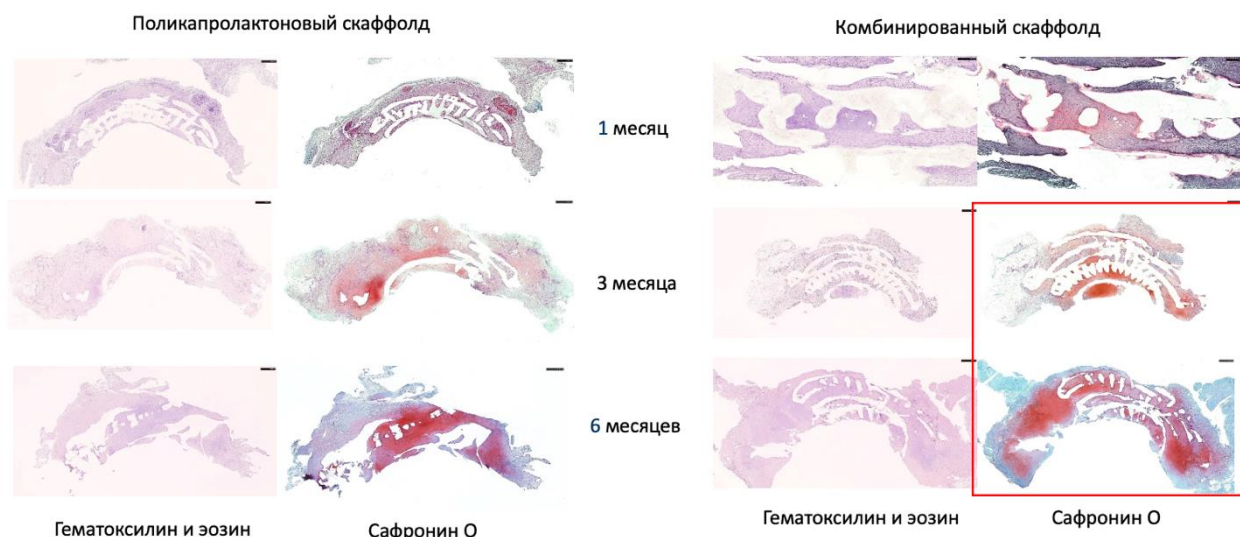 Поликапролактоновый скаффолд
Комбинированный скаффолд
1 месяц
3 месяца
6 месяцев
Гематоксилин и эозин
Сафронин О
Гематоксилин и эозин
Сафронин О